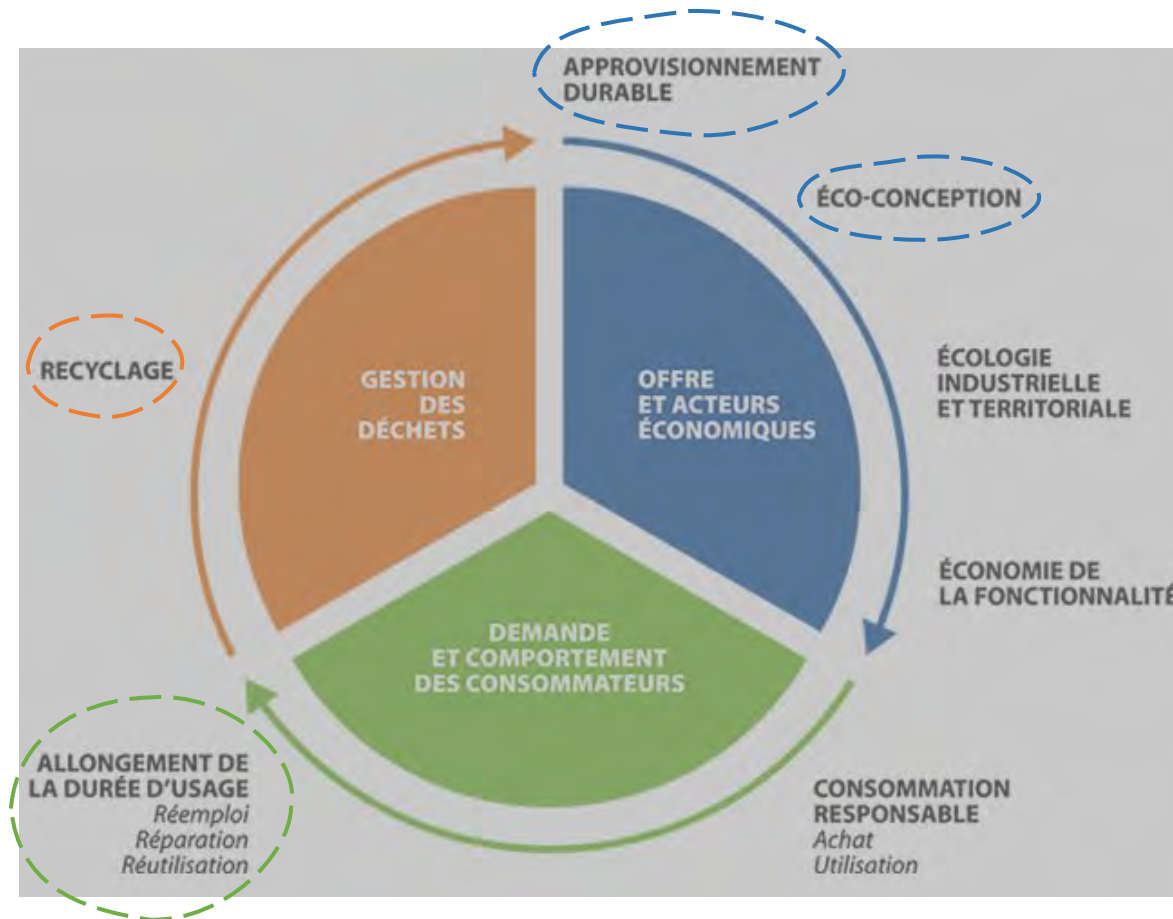 APPROVISIONNEMENT
DURABLE
ÉCO-CONCEPTION
ÉCOLOGIE
INDUSTRIELLE
ET TERRITORIALE
ÉCONOMIE DE
LA FONCTIONNALITÉ
OFFRE
ET ACTEURS
ÉCONOMIQUES
CONSOMMATION
RESPONSABLE
Achat
Utilisation
DEMANDE
ET COMPORTEMENT
DES CONSOMMATEURS
ALLONGEMENT DE
LA DURÉE D'USAGE
Réemploi
Réparation
Réutilisation
RECYCLAGE
GESTION
DES
DÉCHETS